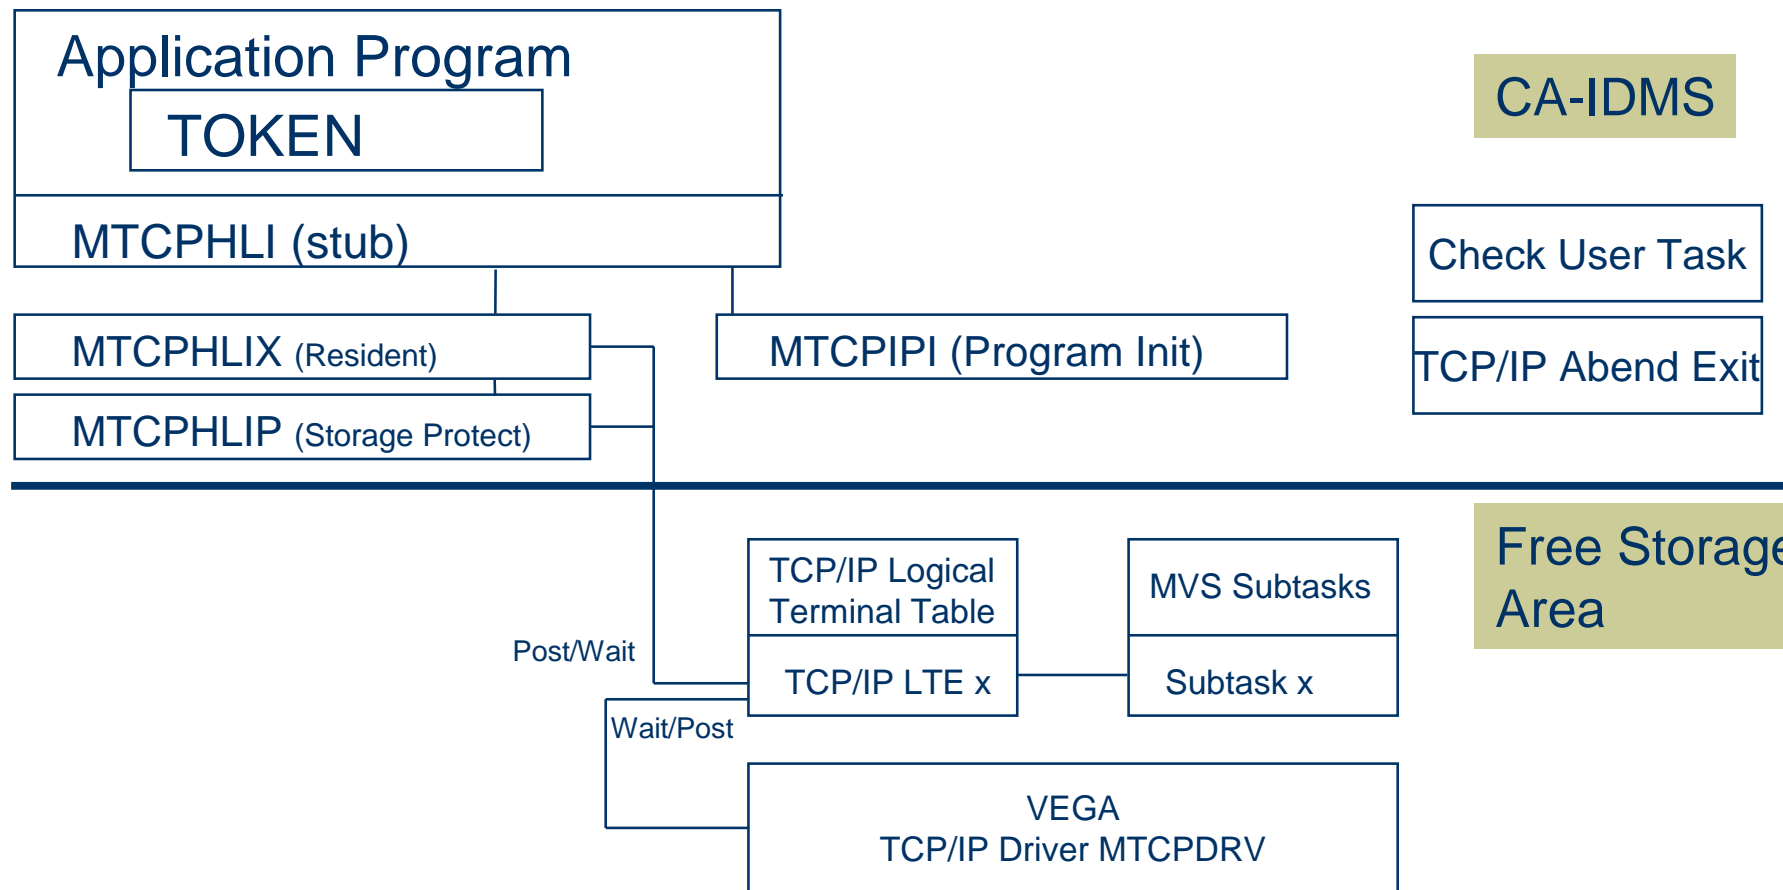 Application Program
TOKEN
MTCPHLI (stub)
MTCPHLIX (Resident)
MTCPHLIP (Storage Protect)
MTCPIPI (Program Init)
CA-IDMS
Check User Task
TCP/IP Abend Exit
Free Storage
Area
TCP/IP Logical
Terminal Table
TCP/IP LTE x
MVS Subtasks
Subtask x
Post/Wait
Wait/Post
VEGA
TCP/IP Driver MTCPDRV